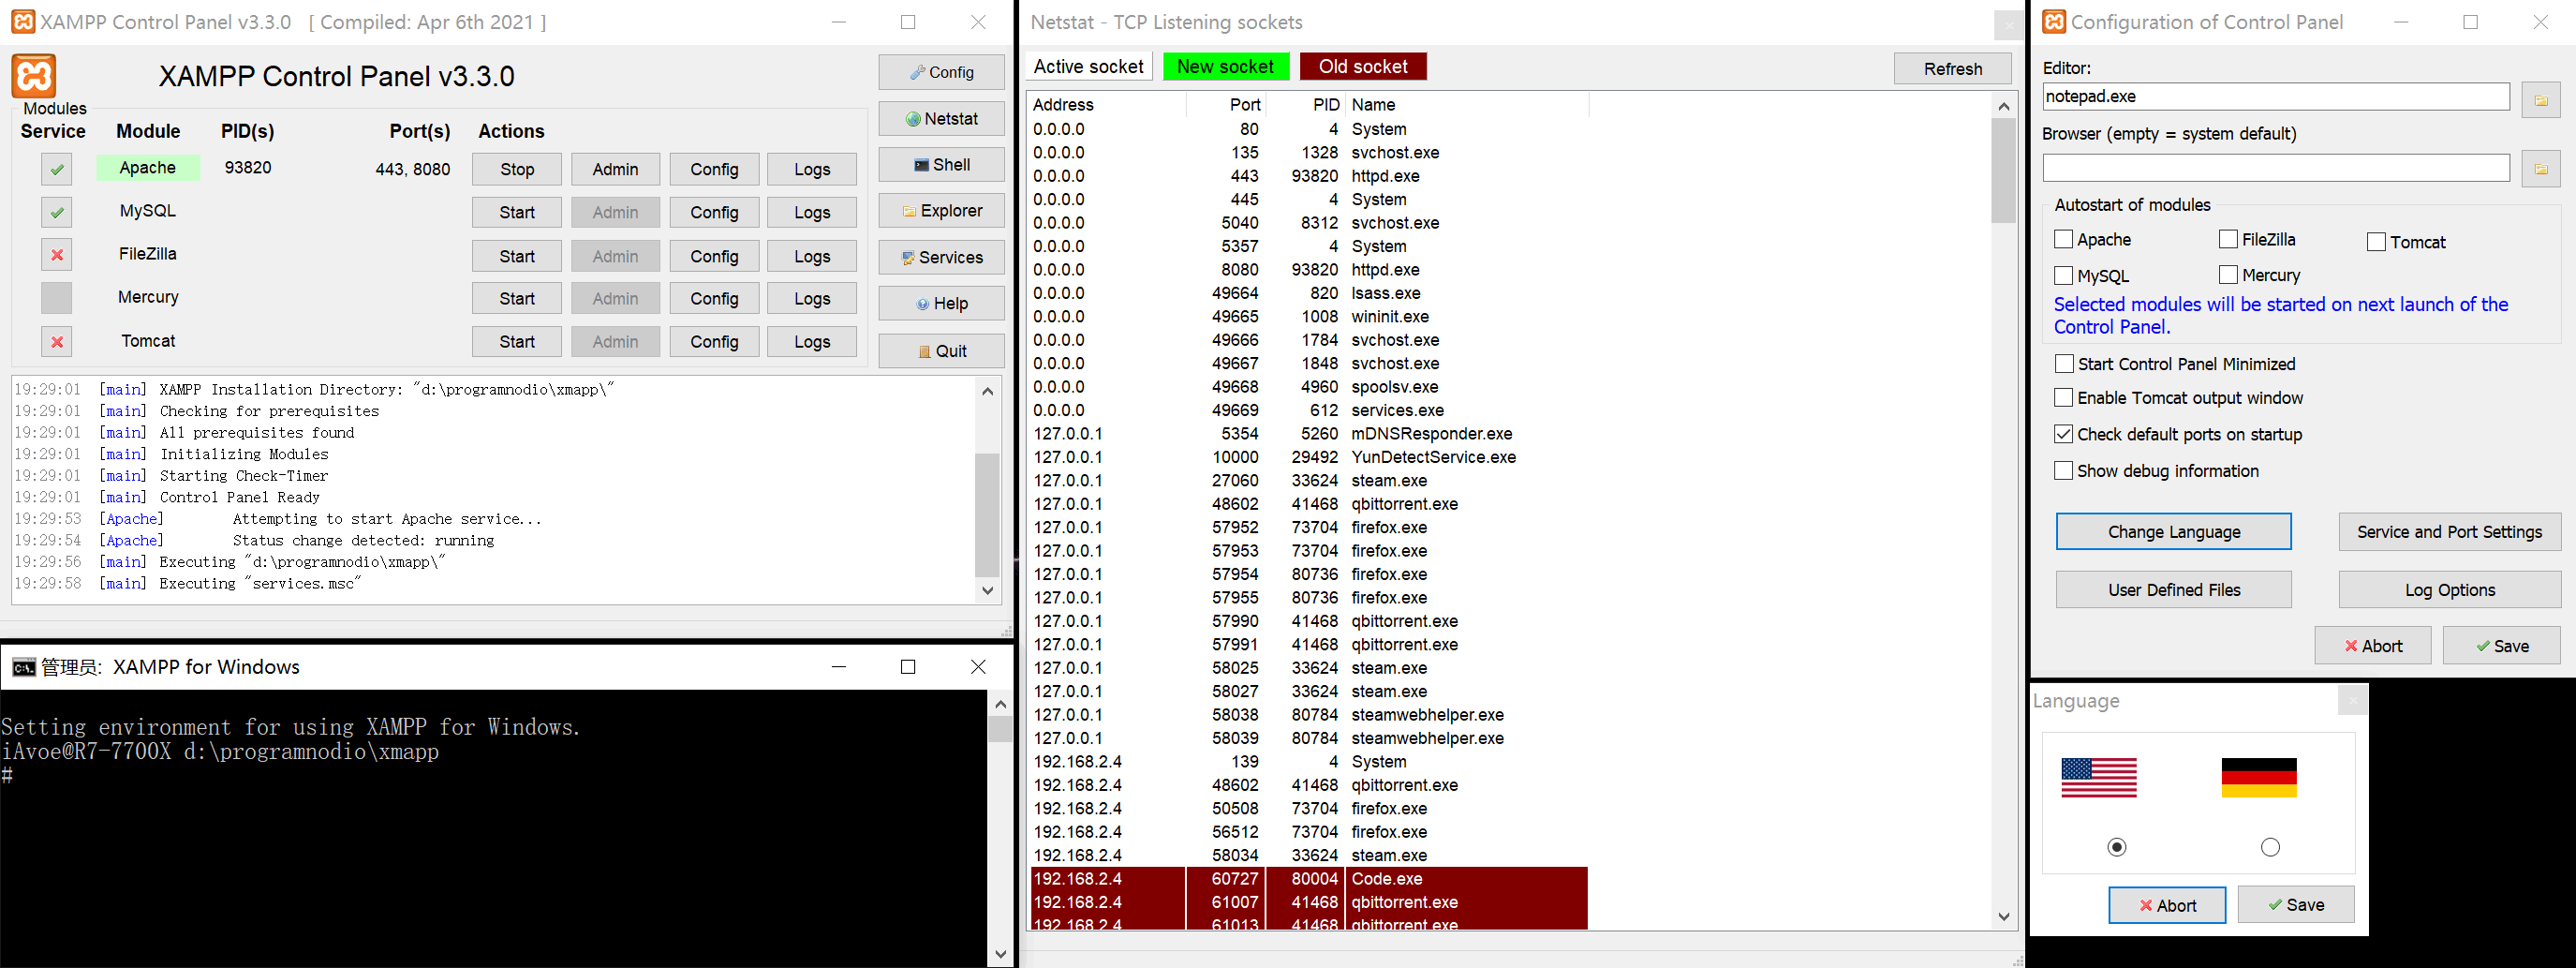 XAMPP Control Panel v3.3.0 [ Compiled: Apr 6th 2021 ]
XAMPP Control Panel v3.3.0
Config
Netstat
Shell
Explorer
Services
Help
Quit
Modules
Service Module PID(s) Port(s) Actions
Apache 93820 443, 8080 Stop Admin Config Logs
MySQL Start Admin Config Logs
FileZilla Start Admin Config Logs
Mercury Start Admin Config Logs
Tomcat Start Admin Config Logs
19:29:01 [main] XAMPP Installation Directory: "d:\programnodio\xmapp\"
19:29:01 [main] Checking for prerequisites
19:29:01 [main] All prerequisites found
19:29:01 [main] Initializing Modules
19:29:01 [main] Starting Check-Timer
19:29:01 [main] Control Panel Ready
19:29:53 [Apache] Attempting to start Apache service...
19:29:54 [Apache] Status change detected: running
19:29:56 [main] Executing "d:\programnodio\xmapp\"
19:29:58 [main] Executing "services.msc"
管理员: XAMPP for Windows
Setting environment for using XAMPP for Windows.
iAvoe@R7-7700X d:\programnodio\xmapp
#
Netstat - TCP Listening sockets
Active socket New socket Old socket Refresh
Address Port PID Name
0.0.0.0 80 4 System
0.0.0.0 135 1328 svchost.exe
0.0.0.0 443 93820 httpd.exe
0.0.0.0 445 4 System
0.0.0.0 5040 8312 svchost.exe
0.0.0.0 5357 4 System
0.0.0.0 8080 93820 httpd.exe
0.0.0.0 49664 820 lsass.exe
0.0.0.0 49665 1008 wininit.exe
0.0.0.0 49666 1784 svchost.exe
0.0.0.0 49667 1848 svchost.exe
0.0.0.0 49668 4960 spoolsv.exe
0.0.0.0 49669 612 services.exe
127.0.0.1 5354 5260 mDNSResponder.exe
127.0.0.1 10000 29492 YunDetectService.exe
127.0.0.1 27060 33624 steam.exe
127.0.0.1 48602 41468 qbittorrent.exe
127.0.0.1 57952 73704 firefox.exe
127.0.0.1 57953 73704 firefox.exe
127.0.0.1 57954 80736 firefox.exe
127.0.0.1 57955 80736 firefox.exe
127.0.0.1 57990 41468 qbittorrent.exe
127.0.0.1 57991 41468 qbittorrent.exe
127.0.0.1 58025 33624 steam.exe
127.0.0.1 58027 33624 steam.exe
127.0.0.1 58038 80784 steamwebhelper.exe
127.0.0.1 58039 80784 steamwebhelper.exe
192.168.2.4 139 4 System
192.168.2.4 48602 41468 qbittorrent.exe
192.168.2.4 50508 73704 firefox.exe
192.168.2.4 56512 73704 firefox.exe
192.168.2.4 58034 33624 steam.exe
192.168.2.4 60727 80004 Code.exe
192.168.2.4 61007 41468 qbittorrent.exe
192.168.2.4 61013 41468 qbittorrent.exe
Configuration of Control Panel
Editor:
notepad.exe
Browser (empty = system default)
Autostart of modules
Apache FileZilla Tomcat
MySQL Mercury
Selected modules will be started on next launch of the
Control Panel.
Start Control Panel Minimized
Enable Tomcat output window
Check default ports on startup
Show debug information
Change Language Service and Port Settings
User Defined Files Log Options
Abort Save
Language
Abort Save